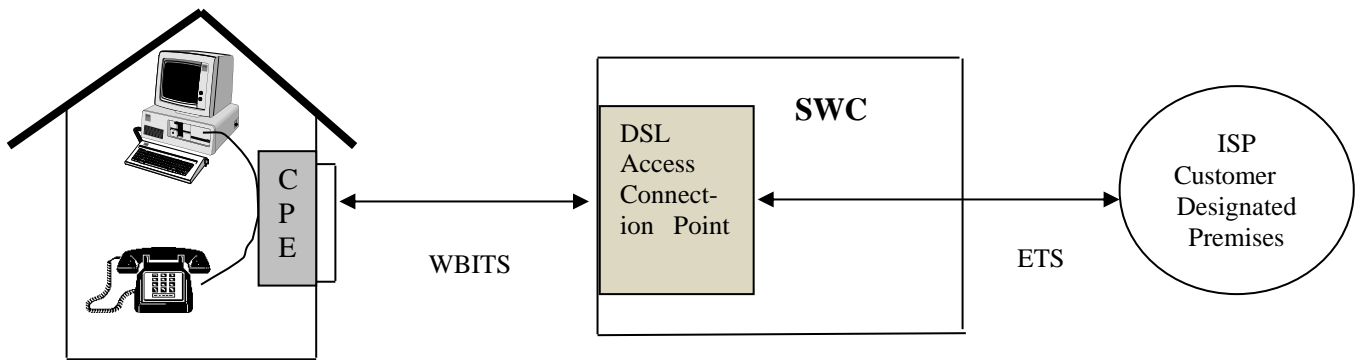 C
P
E
WBITS
DSL
Access
Connect-
ion Point
SWC
ETS
ISP
Customer
Designated
Premises